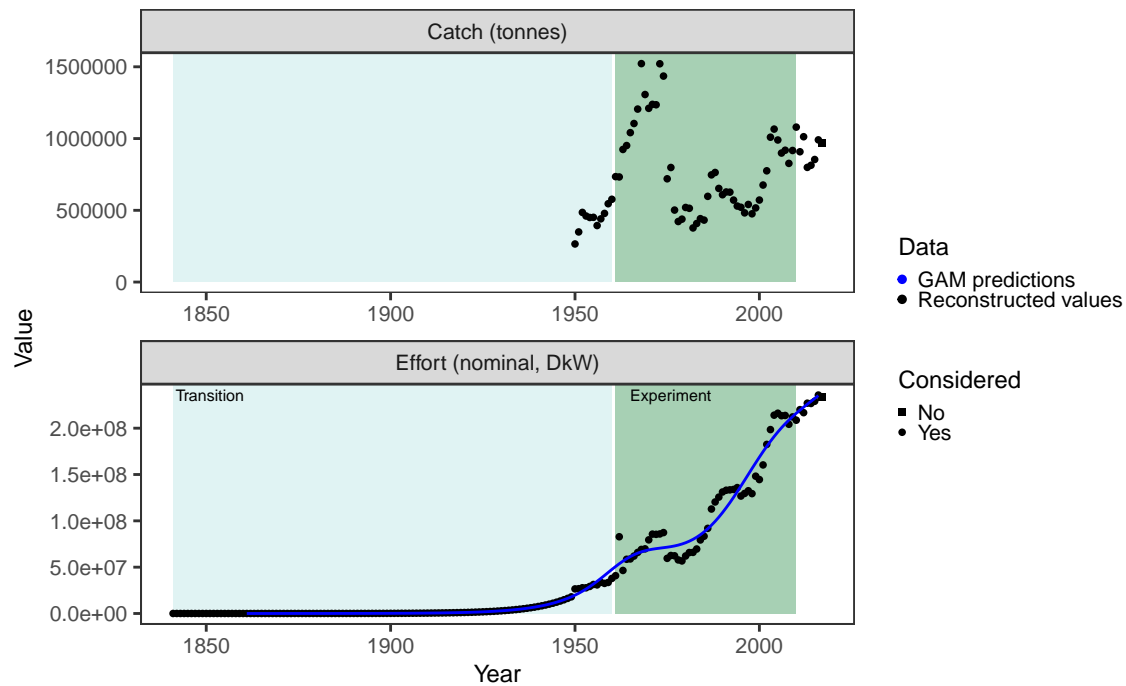 Catch (tonnes)
1500000
1000000
500000
0
1850
1900
1950
2000
Value
Effort (nominal, DkW)
Transition
Experiment
2.0e+08
1.5e+08
1.0e+08
5.0e+07
0.0e+00
1850
1900
1950
2000
Year
Data
GAM predictions
Reconstructed values
Considered
No
Yes